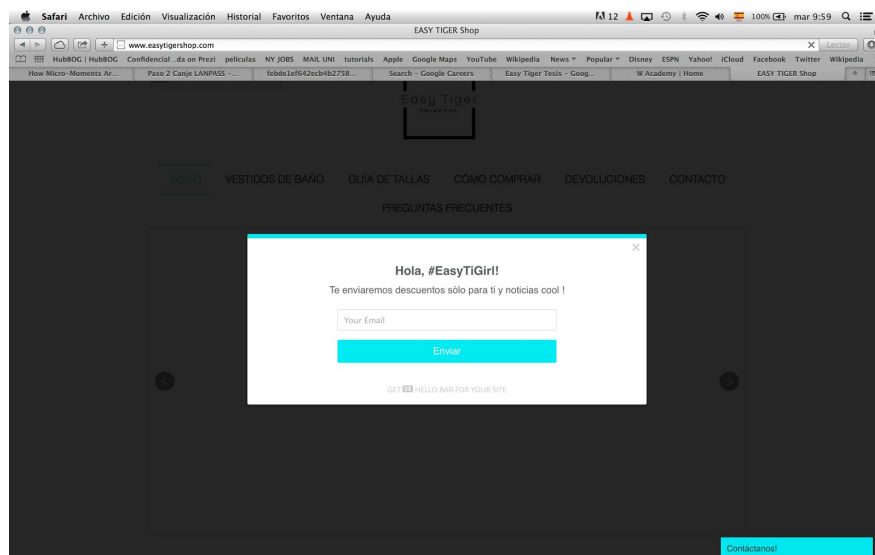 Safari Archivo Edición Visualización Historial Favoritos Ventana Ayuda 12 100% mar 9:59
EASY TIGER Shop
www.easytigershop.com Lector
HubBOG | HubBOG Confidencial...da on Prezi peliculas NY JOBS MAIL UNI tutorials Apple Google Maps YouTube Wikipedia News Popular Disney ESPN Yahoo! iCloud Facebook Twitter Wikipedia
How Micro-Moments Ar... Paso 2 Canje LANPASS -... febde1ef642ecb4b2758... Search - Google Careers Easy Tiger Tesis - Goog... W Academy | Home EASY TIGER Shop
Easy Tiger
INICIO VESTIDOS DE BAÑO GUÍA DE TALLAS CÓMO COMPRAR DEVOLUCIONES CONTACTO
PREGUNTAS FRECUENTES
Hola, #EasyTiGirl!
Te enviaremos descuentos sólo para ti y noticias cool !
Your Email
Enviar
GET HELLO BAR FOR YOUR SITE
Contáctanos!